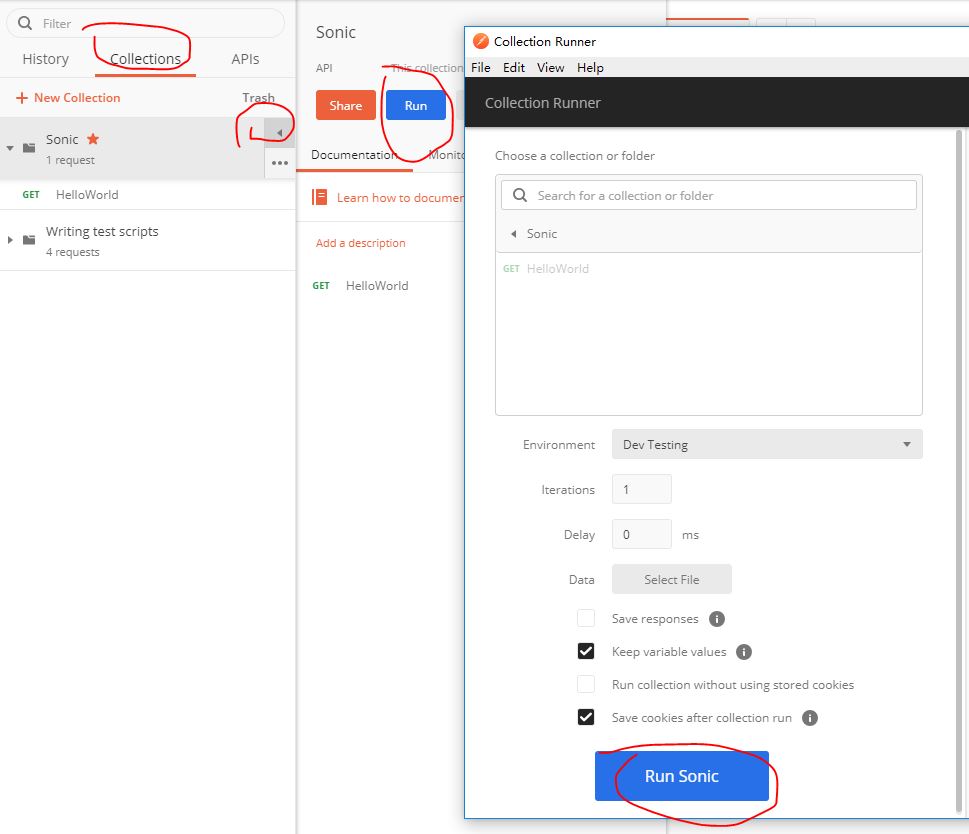 Filter
History
Collections
APIs
+ New Collection
Trash
Sonic
1 request
GET HelloWorld
Writing test scripts
4 requests
Sonic
API
This collection
Share
Run
Documentation
Monito
Learn how to documen
Add a description
GET HelloWorld
Collection Runner
File Edit View Help
Collection Runner
Choose a collection or folder
Search for a collection or folder
Sonic
GET HelloWorld
Environment Dev Testing
Iterations 1
Delay 0 ms
Data Select File
Save responses
Keep variable values
Run collection without using stored cookies
Save cookies after collection run
Run Sonic